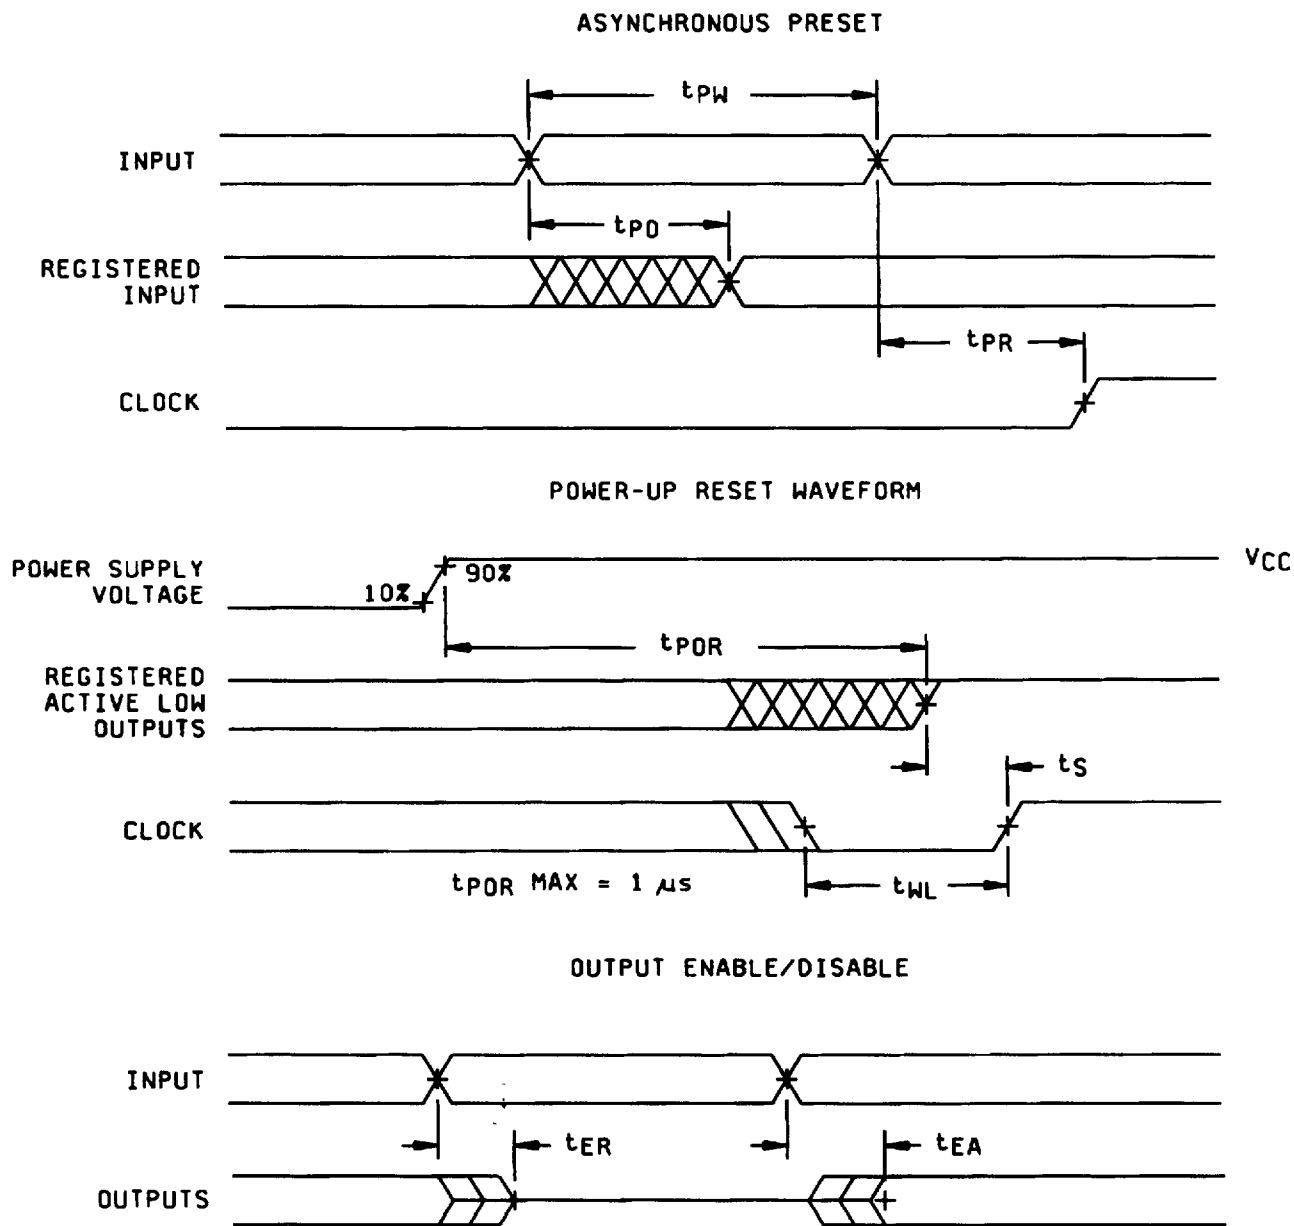 ASYNCHRONOUS PRESET
tPW
INPUT
tPO
REGISTERED
INPUT
tPR
CLOCK
POWER-UP RESET WAVEFORM
POWER SUPPLY
VOLTAGE
10%
90%
VCC
tPOR
REGISTERED
ACTIVE LOW
OUTPUTS
tS
CLOCK
tPOR MAX = 1 µs
tWL
OUTPUT ENABLE/DISABLE
INPUT
tER
tEA
OUTPUTS